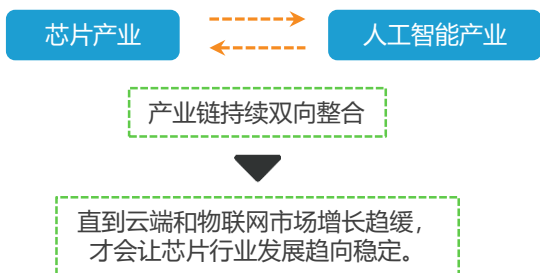 芯片产业
人工智能产业
产业链持续双向整合
直到云端和物联网市场增长趋缓，
才会让芯片行业发展趋向稳定。